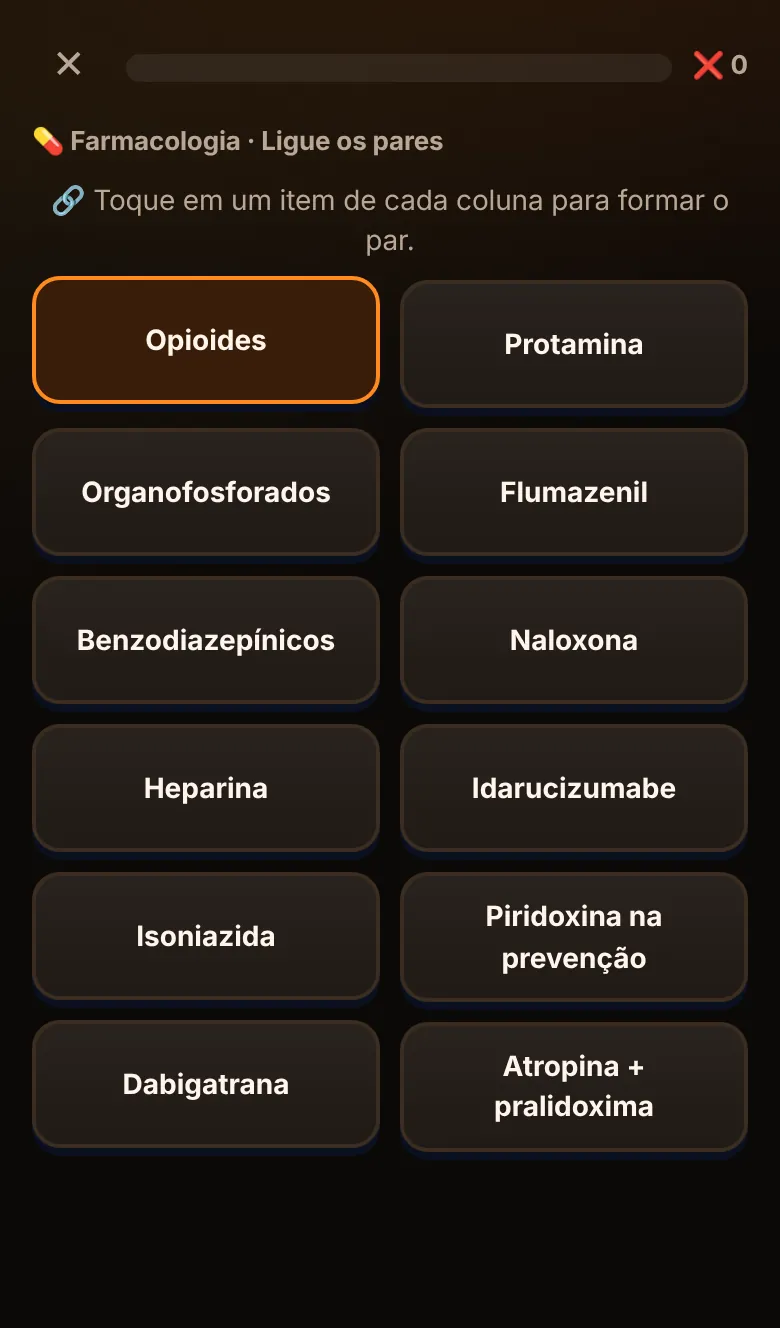 ✕ ❌ 0
💊 Farmacologia · Ligue os pares
🔗 Toque em um item de cada coluna para formar o
par.
Opioides
Protamina
Organofosforados
Flumazenil
Benzodiazepínicos
Naloxona
Heparina
Idarucizumabe
Isoniazida
Piridoxina na
prevenção
Dabigatrana
Atropina +
pralidoxima